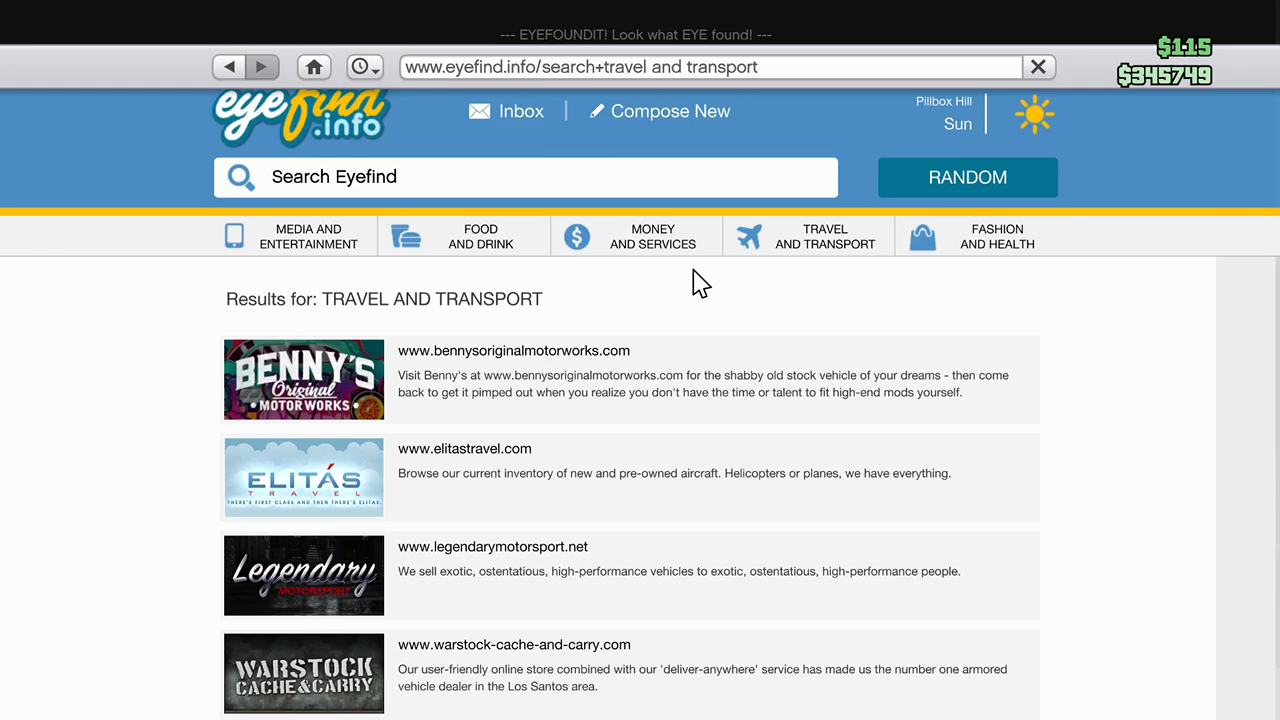 --- EYEFOUNDIT! Look what EYE found! ---
$115
www.eyefind.info/search+travel and transport
$345749
eyefind
.info
Inbox
Compose New
Pillbox Hill
Sun
Search Eyefind
RANDOM
MEDIA AND
ENTERTAINMENT
FOOD
AND DRINK
MONEY
AND SERVICES
TRAVEL
AND TRANSPORT
FASHION
AND HEALTH
Results for: TRAVEL AND TRANSPORT
BENNY'S
Original
•MOTOR WORKS•
www.bennysoriginalmotorworks.com
Visit Benny's at www.bennysoriginalmotorworks.com for the shabby old stock vehicle of your dreams - then come
back to get it pimped out when you realize you don't have the time or talent to fit high-end mods yourself.
ELITÁS
TRAVEL
THERE'S FIRST CLASS AND THEN THERE'S ELITAS.
www.elitastravel.com
Browse our current inventory of new and pre-owned aircraft. Helicopters or planes, we have everything.
Legendary
MOTORSPORT
www.legendarymotorsport.net
We sell exotic, ostentatious, high-performance vehicles to exotic, ostentatious, high-performance people.
WARSTOCK
CACHE&CARRY
www.warstock-cache-and-carry.com
Our user-friendly online store combined with our 'deliver-anywhere' service has made us the number one armored
vehicle dealer in the Los Santos area.